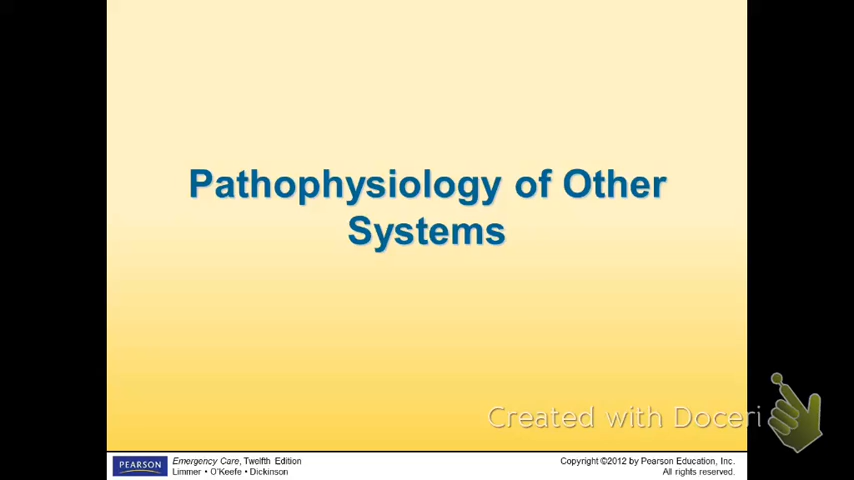 Pathophysiology of Other
Systems
Created with Doceri
PEARSON
Emergency Care, Twelfth Edition
Limmer • O'Keefe • Dickinson
Copyright ©2012 by Pearson Education, Inc.
All rights reserved.